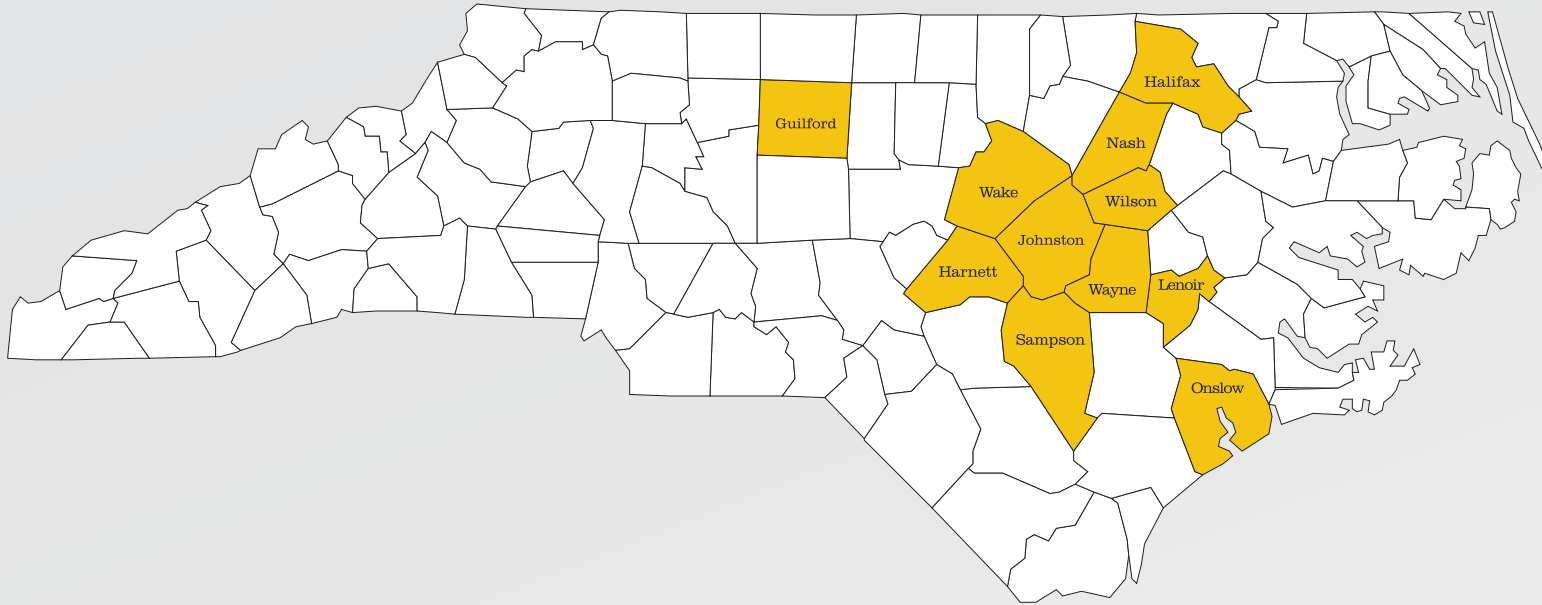 Halifax
Guilford
Nash
Wake
Wilson
Johnston
Harnett
Wayne
Lenoir
Sampson
Onslow